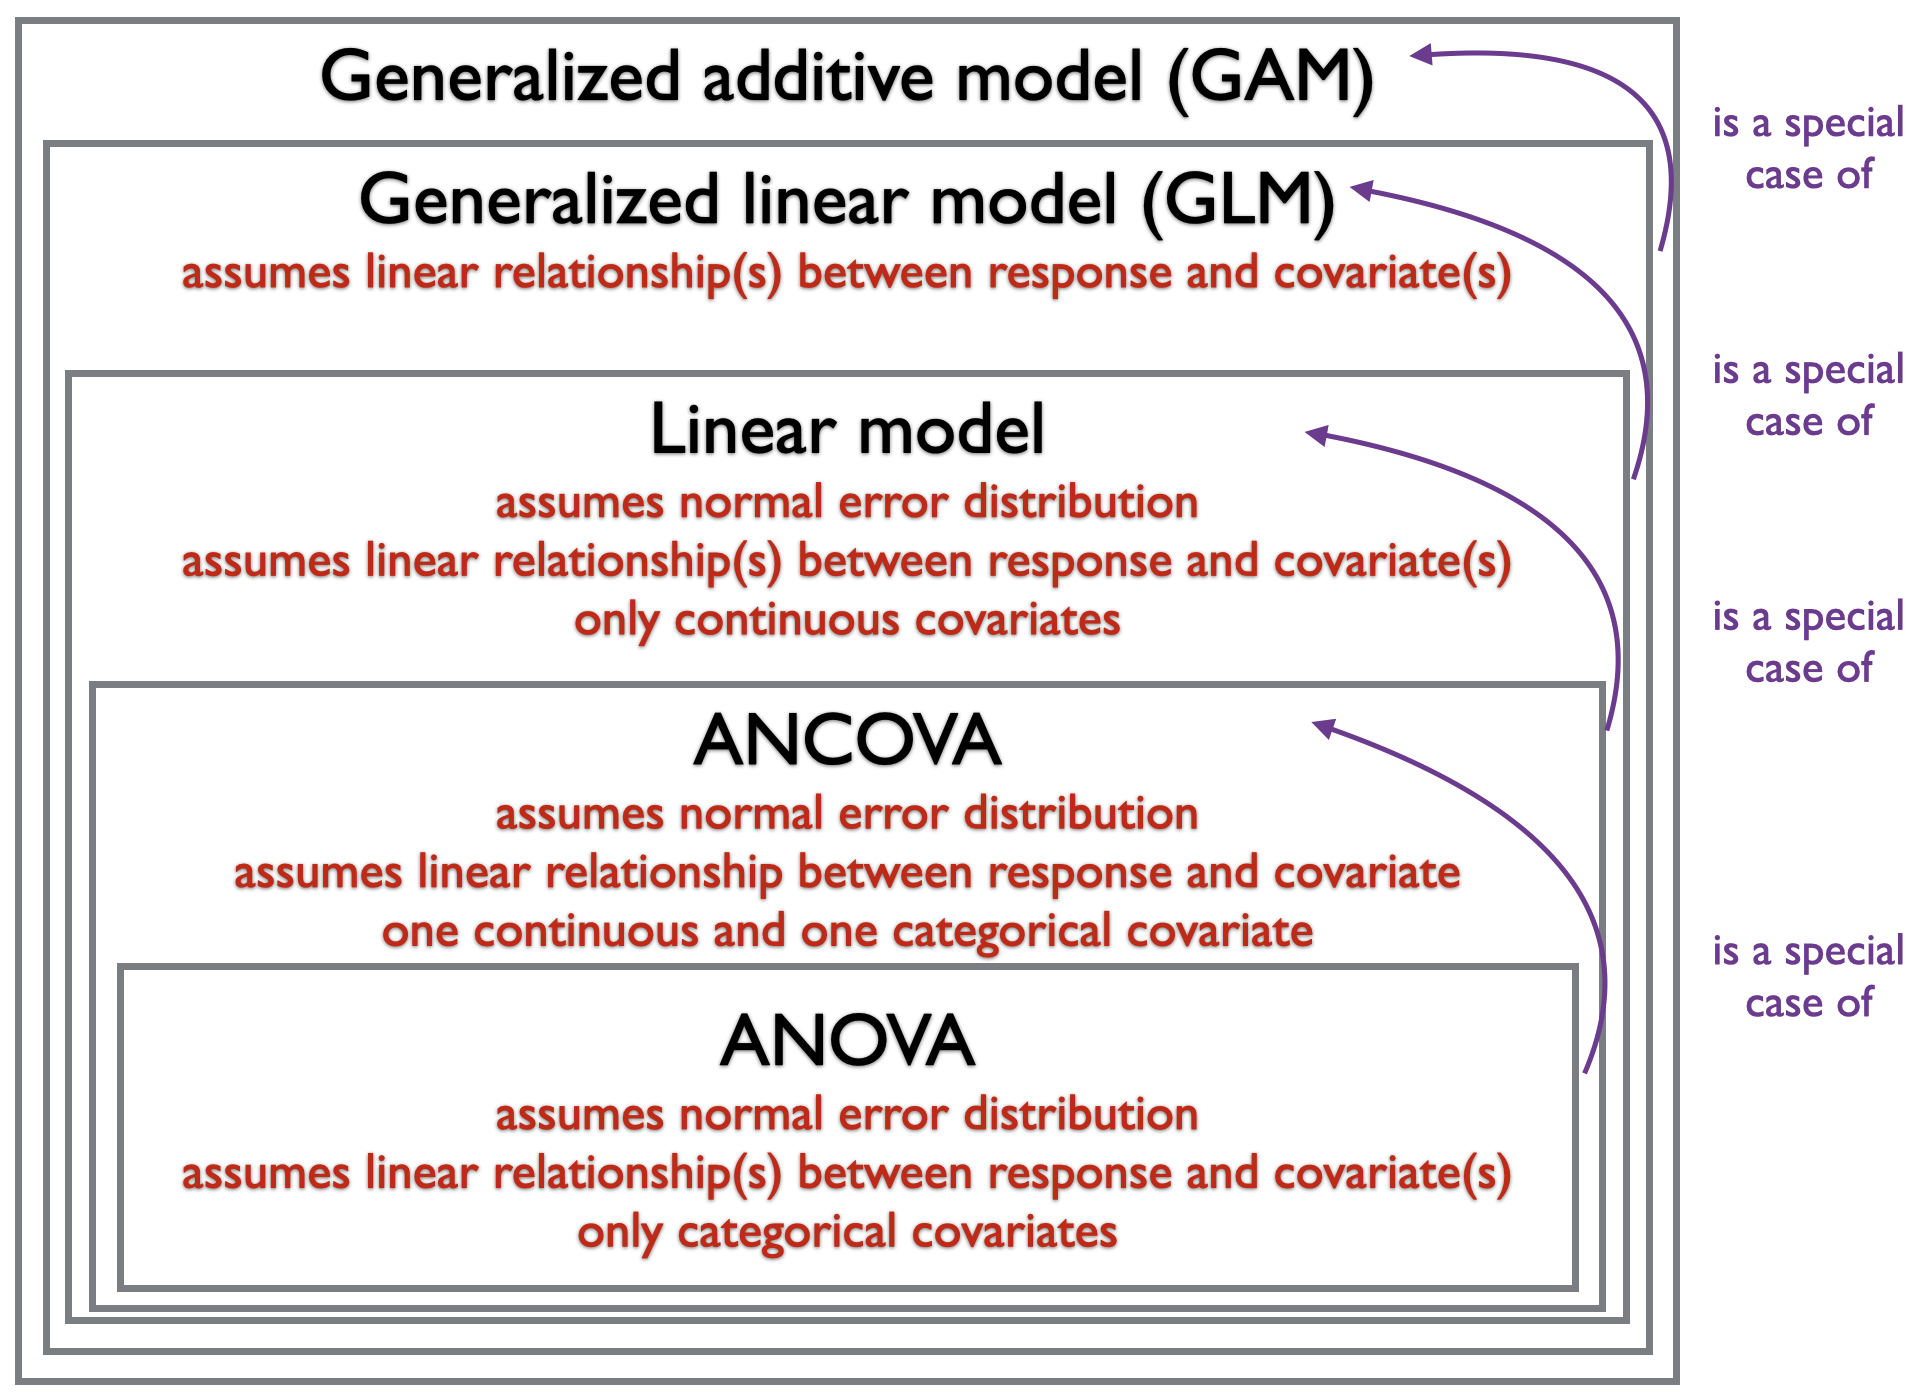 Generalized additive model (GAM)
is a special
case of
Generalized linear model (GLM)
assumes linear relationship(s) between response and covariate(s)
is a special
case of
Linear model
assumes normal error distribution
assumes linear relationship(s) between response and covariate(s)
only continuous covariates
is a special
case of
ANCOVA
assumes normal error distribution
assumes linear relationship between response and covariate
one continuous and one categorical covariate
is a special
case of
ANOVA
assumes normal error distribution
assumes linear relationship(s) between response and covariate(s)
only categorical covariates